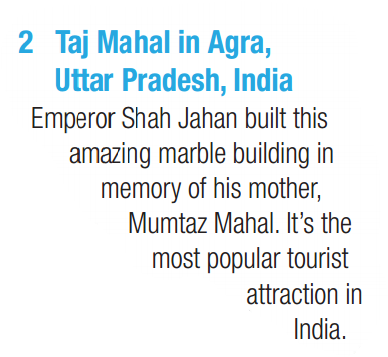 2 Taj Mahal in Agra,
Uttar Pradesh, India
Emperor Shah Jahan built this
amazing marble building in
memory of his mother,
Mumtaz Mahal. It's the
most popular tourist
attraction in
India.